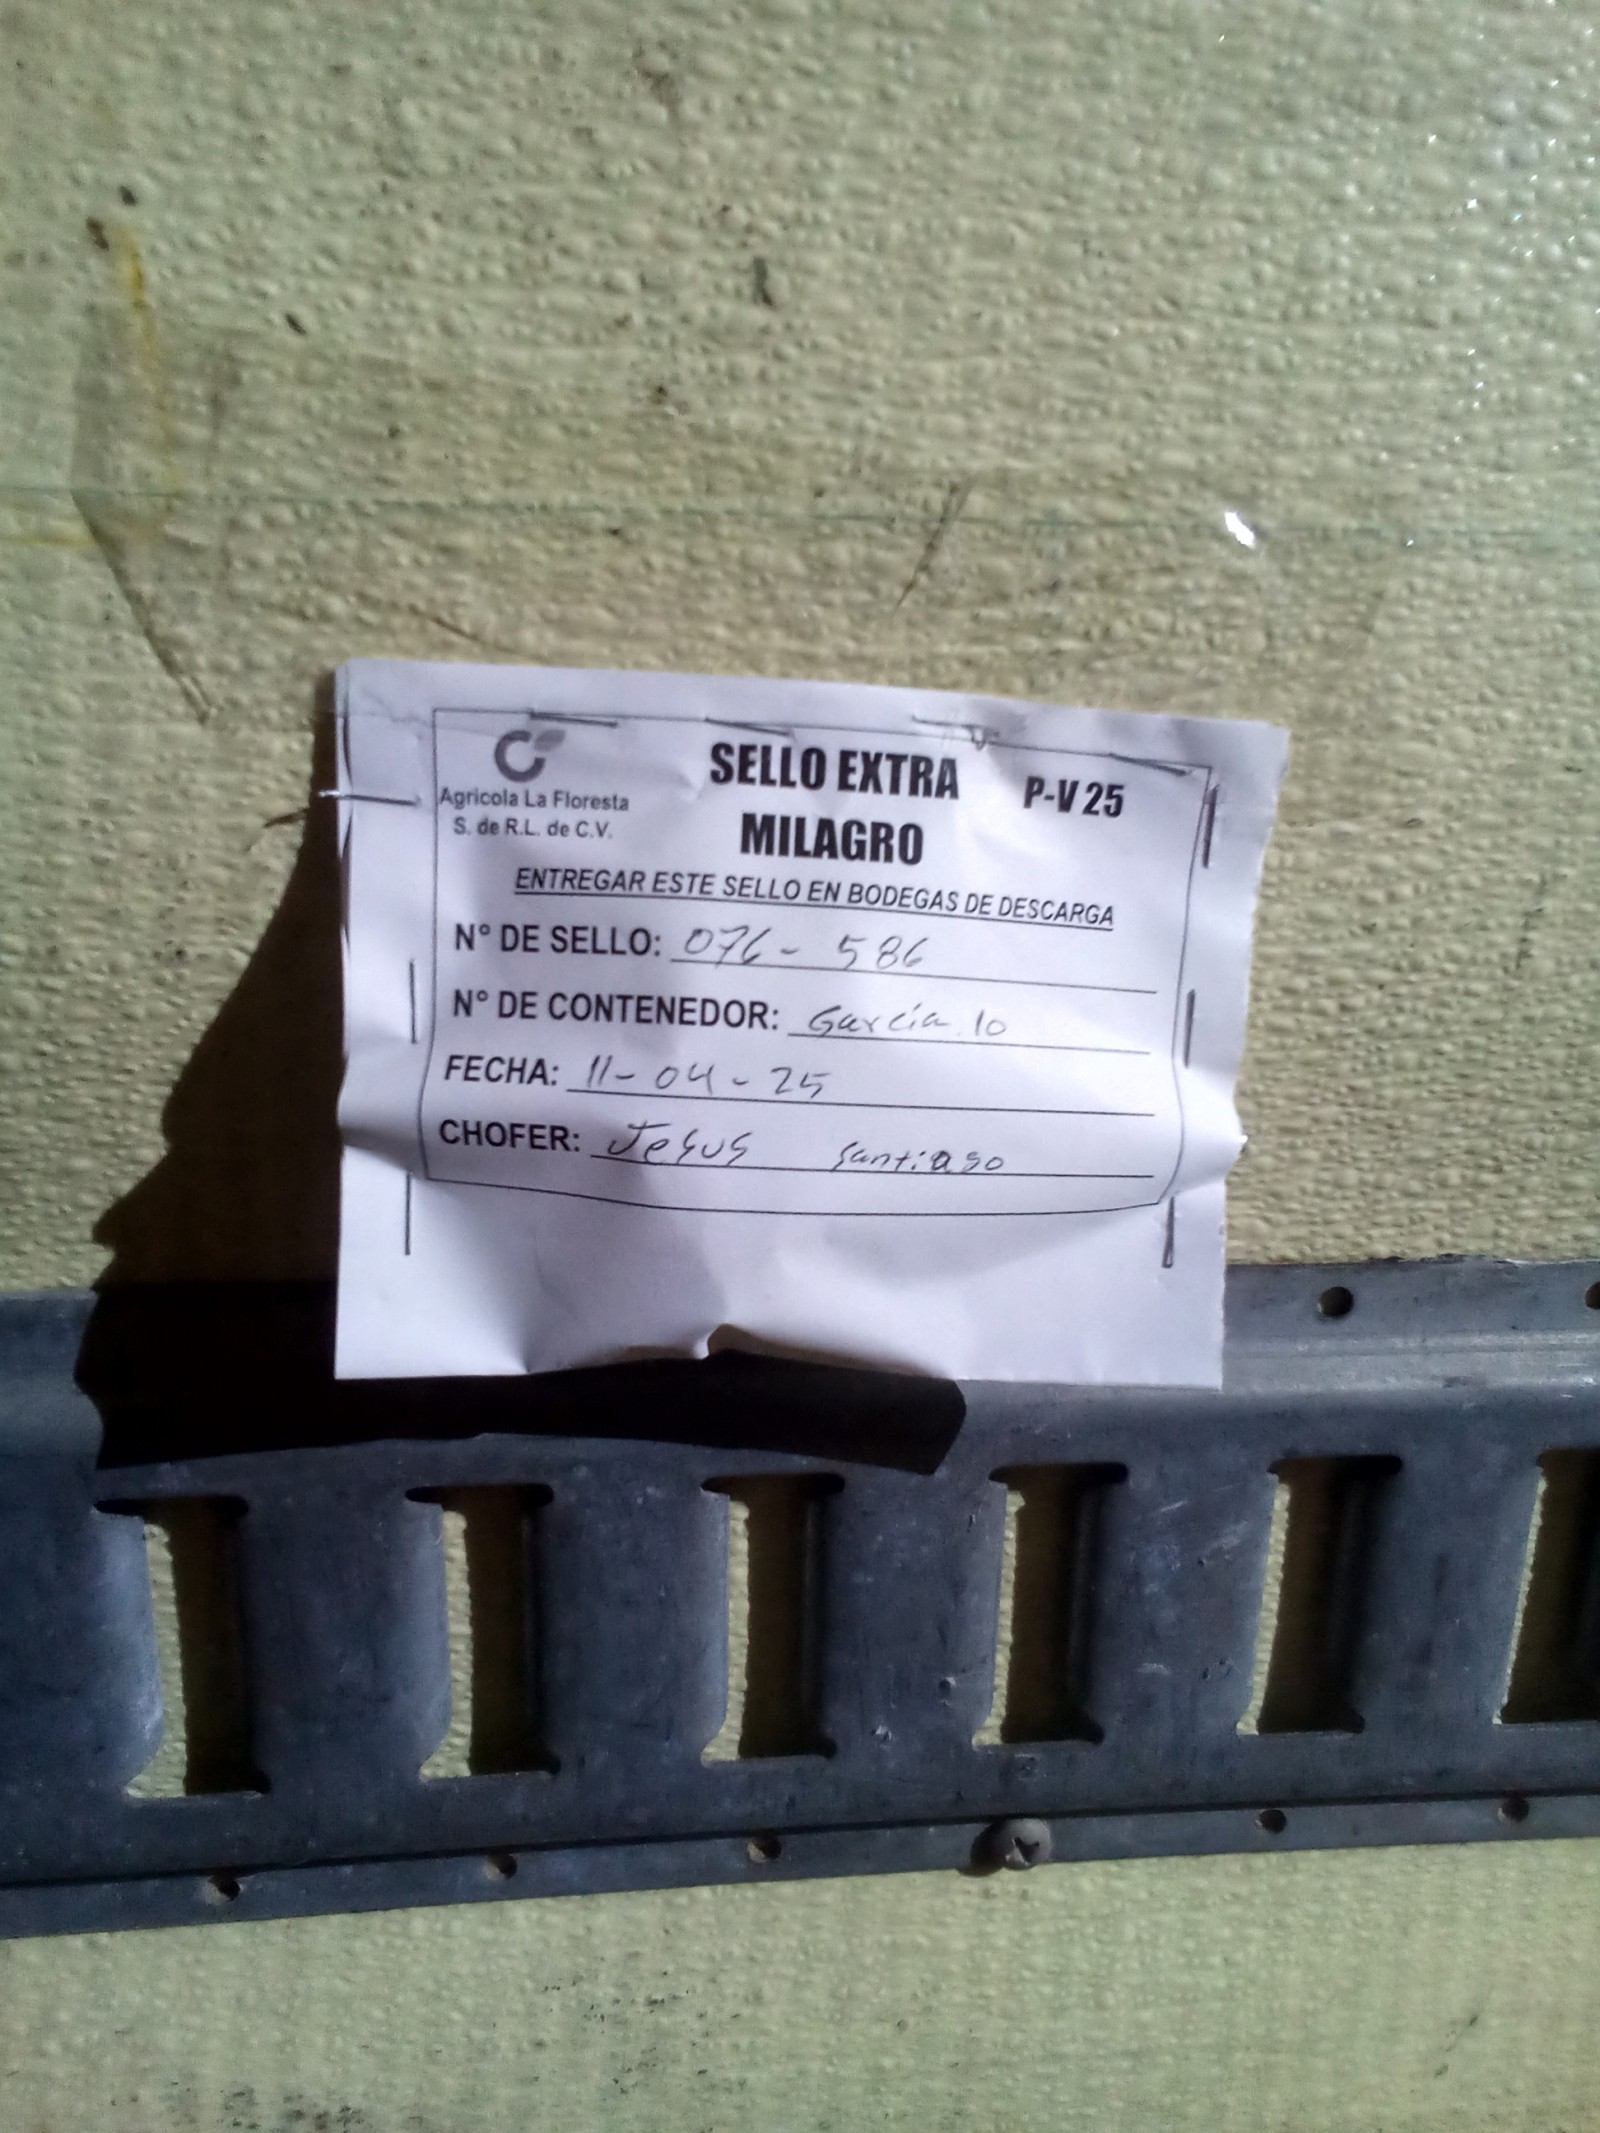 Agricola La Floresta
S. de R.L. de C.V.
SELLO EXTRA P-V 25
MILAGRO
ENTREGAR ESTE SELLO EN BODEGAS DE DESCARGA
N° DE SELLO: 076 - 586
N° DE CONTENEDOR: Garcia 10
FECHA: 11-04-25
CHOFER: Jesus Santiago